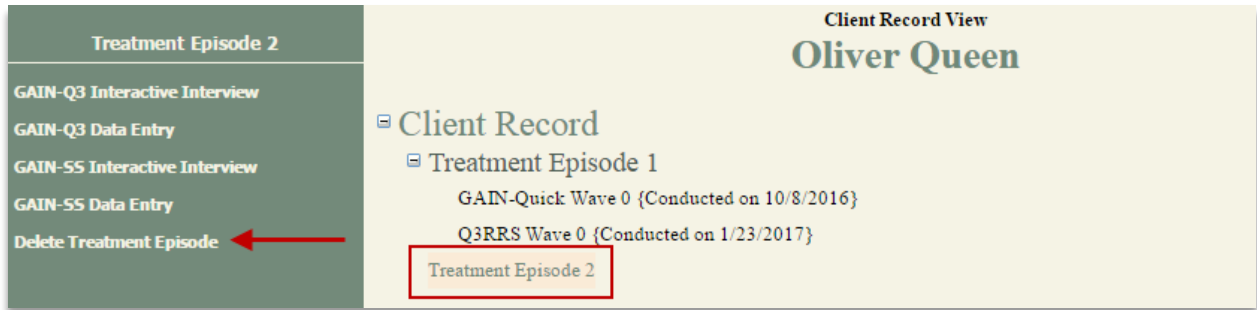 Treatment Episode 2
GAIN-Q3 Interactive Interview
GAIN-Q3 Data Entry
GAIN-SS Interactive Interview
GAIN-SS Data Entry
Delete Treatment Episode
Client Record View
Oliver Queen
Client Record
Treatment Episode 1
GAIN-Quick Wave 0 {Conducted on 10/8/2016}
Q3RRS Wave 0 {Conducted on 1/23/2017}
Treatment Episode 2